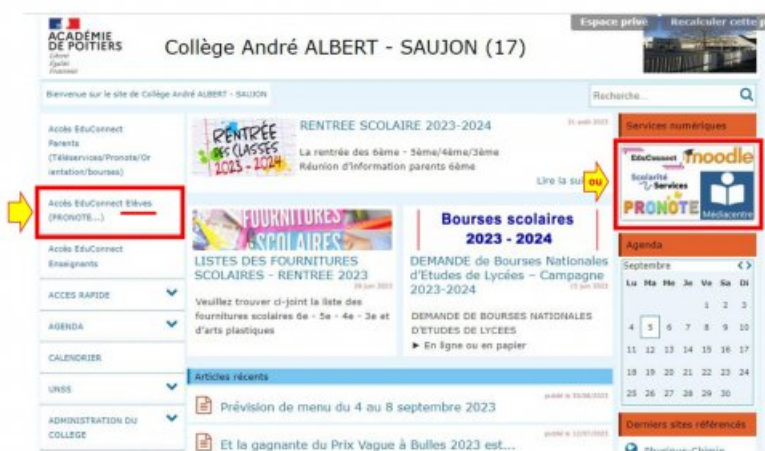 Espace privé
Recalculer cette p
ACADÉMIE
DE POITIERS
Liberté
Égalité
Fraternité
Collège André ALBERT - SAUJON (17)
Bienvenue sur le site de Collège André ALBERT - SAUJON
Recherche...
Accès EduConnect
Parents
(Téléservices/Pronote/Or
ientation/bourses)
Accès EduConnect Elèves
(PRONOTE...)
Accès EduConnect
Enseignants
ACCES RAPIDE
AGENDA
CALENDRIER
UNSS
ADMINISTRATION DU
COLLEGE
RENTRÉE
DES CLASSES
2023 - 2024
RENTREE SCOLAIRE 2023-2024
31 août 2023
La rentrée des 6ème - 5ème/4ème/3ème
Réunion d'information parents 6ème
Lire la sui
ou
FOURNITURES
SCOLAIRES
LISTES DES FOURNITURES
SCOLAIRES - RENTREE 2023
Veuillez trouver ci-joint la liste des
fournitures scolaires 6e - 5e - 4e - 3e et
d'arts plastiques
Bourses scolaires
2023 - 2024
DEMANDE de Bourses Nationales
d'Etudes de Lycées – Campagne
2023-2024
DEMANDE DE BOURSES NATIONALES
D'ETUDES DE LYCEES
► En ligne ou en papier
Articles récents
Prévision de menu du 4 au 8 septembre 2023
Et la gagnante du Prix Vague à Bulles 2023 est...
Services numériques
EduConnect
moodle
Scolarité
Services
PRONOTE
Médiacentre
Agenda
Septembre
Lu Ma Me Je Ve Sa Di
1 2 3
4 5 6 7 8 9 10
11 12 13 14 15 16 17
18 19 20 21 22 23 24
25 26 27 28 29 30
Derniers sites référencés
Physique-Chimie